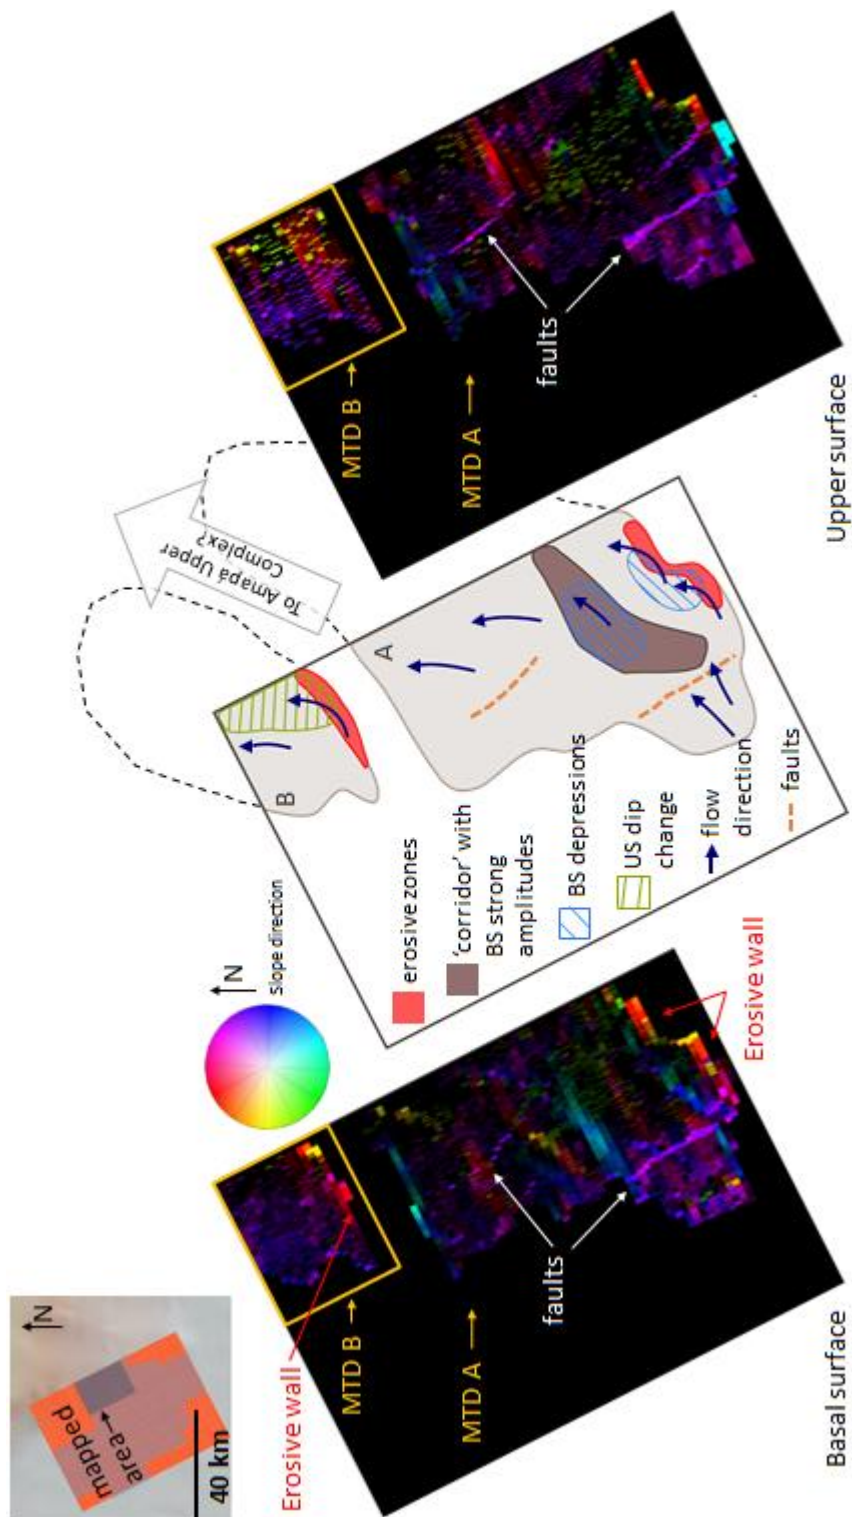 mapped
area→
40 km
N
Erosive wall
MTD B →
MTD A →
faults
Basal surface
Erosive wall
N
slope direction
erosive zones
'corridor' with
BS strong
amplitudes
BS depressions
US dip
change
flow
direction
faults
B
A
To Amapá Upper
Complex?
MTD B →
MTD A →
faults
Upper surface